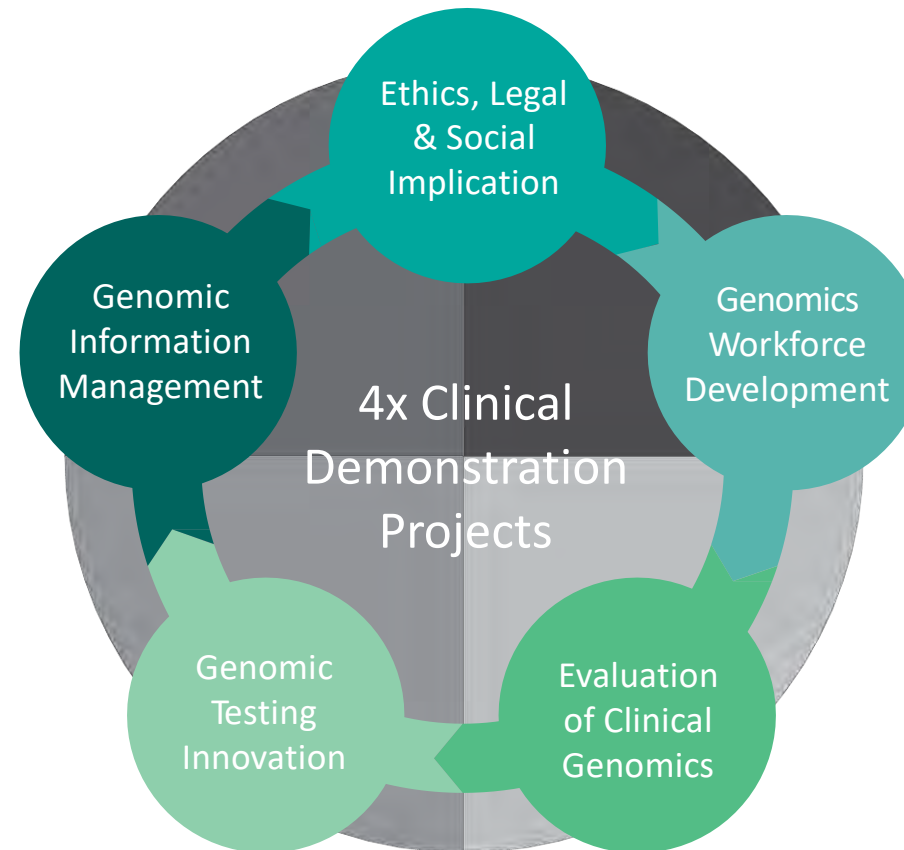 Ethics, Legal
& Social
Implication
Genomics
Workforce
Development
Evaluation
of Clinical
Genomics
Genomic
Testing
Innovation
Genomic
Information
Management
4x Clinical
Demonstration
Projects